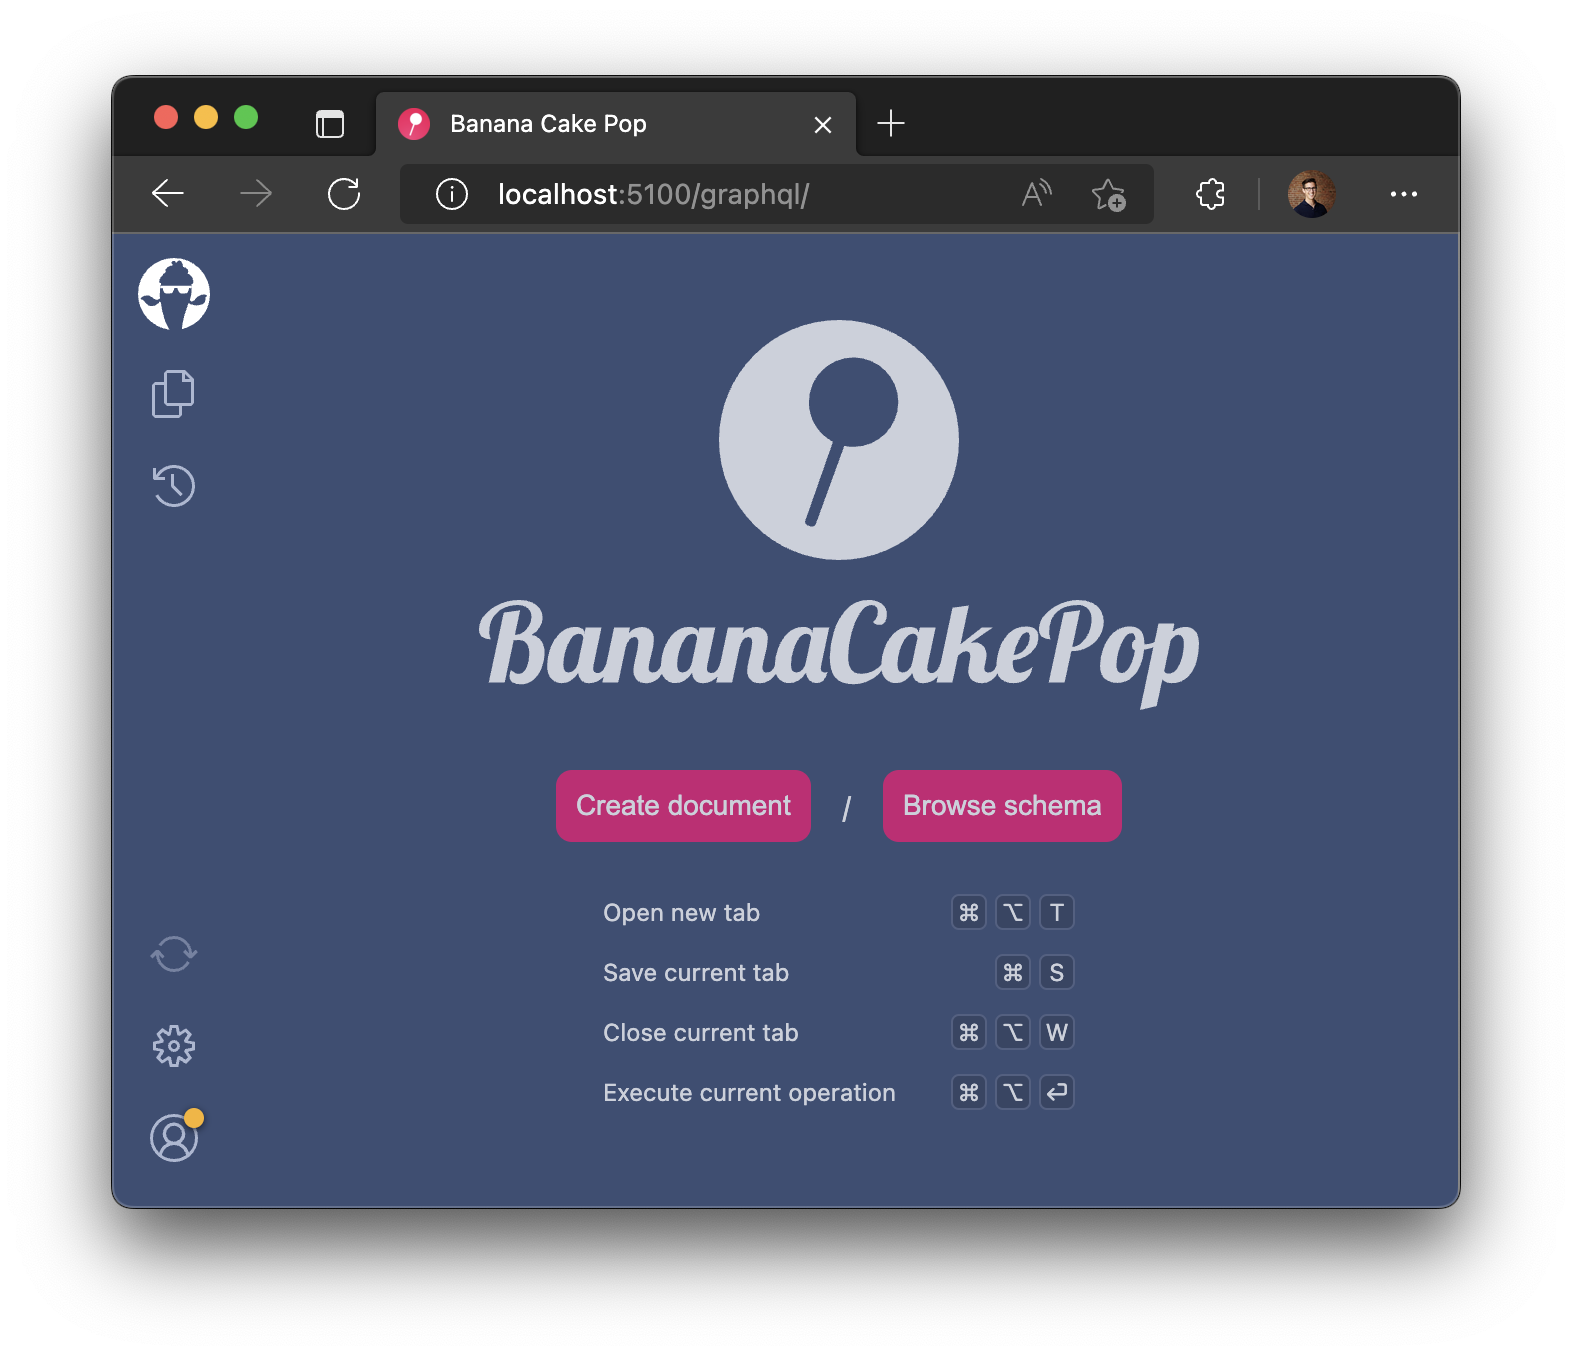 Banana Cake Pop
localhost:5100/graphql/
BananaCakePop
Create document / Browse schema
Open new tab ⌘ ⌥ T
Save current tab ⌘ S
Close current tab ⌘ ⌥ W
Execute current operation ⌘ ⌥ ↩